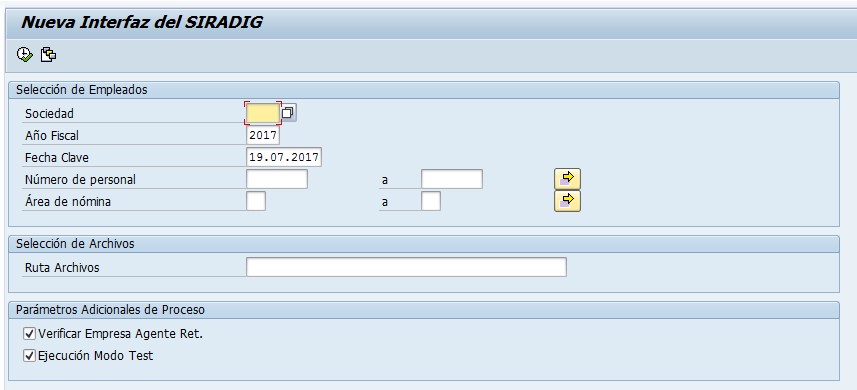 Nueva Interfaz del SIRADIG
Selección de Empleados
Sociedad
Año Fiscal 2017
Fecha Clave 19.07.2017
Número de personal a
Área de nómina a
Selección de Archivos
Ruta Archivos
Parámetros Adicionales de Proceso
Verificar Empresa Agente Ret.
Ejecución Modo Test